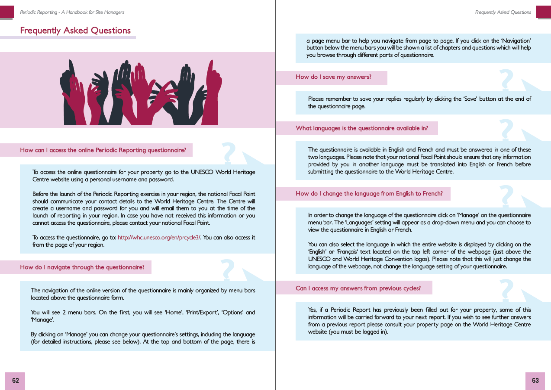 Periodic Reporting - A Handbook for Site Managers
Frequently Asked Questions
How can I access the online Periodic Reporting questionnaire?
To access the online questionnaire for your property go to the UNESCO World Heritage
Centre website using a personal username and password.
Before the launch of the Periodic Reporting exercise in your region, the national Focal Point
should communicate your contact details to the World Heritage Centre. The Centre will
create a username and password for you and will email them to you at the time of the
launch of reporting in your region. In case you have not received this information or you
cannot access the questionnaire, please contact your national Focal Point.
To access the questionnaire, go to: http://whc.unesco.org/en/prcycle3/. You can also access it
from the page of your region.
How do I navigate through the questionnaire?
The navigation of the online version of the questionnaire is mainly organized by menu bars
located above the questionnaire form.
You will see 2 menu bars. On the first, you will see 'Home', 'Print/Export', 'Options' and
'Manage'.
By clicking on 'Manage' you can change your questionnaire's settings, including the language
(for detailed instructions, please see below). At the top and bottom of the page, there is
62
Frequently Asked Questions
a page menu bar to help you navigate from page to page. If you click on the 'Navigation'
button below the menu bars you will be shown a list of chapters and questions which will help
you browse through different parts of questionnaire.
How do I save my answers?
Please remember to save your replies regularly by clicking the 'Save' button at the end of
the questionnaire page.
What languages is the questionnaire available in?
The questionnaire is available in English and French and must be answered in one of these
two languages. Please note that your national Focal Point should ensure that any information
provided by you in another language must be translated into English or French before
submitting the questionnaire to the World Heritage Centre.
How do I change the language from English to French?
In order to change the language of the questionnaire click on 'Manage' on the questionnaire
menu bar. The 'Languages' setting will appear as a drop-down menu and you can choose to
view the questionnaire in English or French.
You can also select the language in which the entire website is displayed by clicking on the
'English' or 'Français' text located on the top left corner of the webpage (just above the
UNESCO and World Heritage Convention logos). Please note that this will just change the
language of the webpage, not change the language setting of your questionnaire.
Can I access my answers from previous cycles?
Yes, if a Periodic Report has previously been filled out for your property, some of this
information will be carried forward to your next report. If you wish to see further answers
from a previous report please consult your property page on the World Heritage Centre
website (you must be logged in).
63